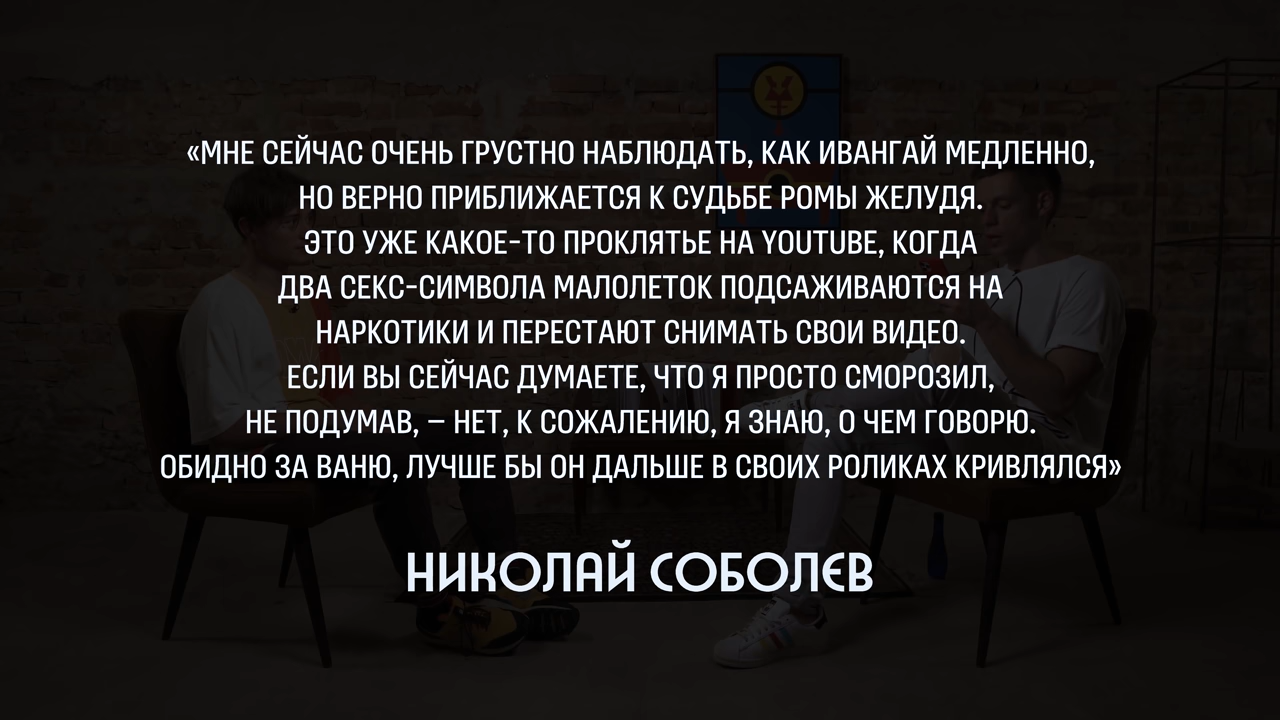 «МНЕ СЕЙЧАС ОЧЕНЬ ГРУСТНО НАБЛЮДАТЬ, КАК ИВАНГАЙ МЕДЛЕННО,
НО ВЕРНО ПРИБЛИЖАЕТСЯ К СУДЬБЕ РОМЫ ЖЕЛУДЯ.
ЭТО УЖЕ КАКОЕ-ТО ПРОКЛЯТЬЕ НА YOUTUBE, КОГДА
ДВА СЕКС-СИМВОЛА МАЛОЛЕТОК ПОДСАЖИВАЮТСЯ НА
НАРКОТИКИ И ПЕРЕСТАЮТ СНИМАТЬ СВОИ ВИДЕО.
ЕСЛИ ВЫ СЕЙЧАС ДУМАЕТЕ, ЧТО Я ПРОСТО СМОРОЗИЛ,
НЕ ПОДУМАВ, – НЕТ, К СОЖАЛЕНИЮ, Я ЗНАЮ, О ЧЕМ ГОВОРЮ.
ОБИДНО ЗА ВАНЮ, ЛУЧШЕ БЫ ОН ДАЛЬШЕ В СВОИХ РОЛИКАХ КРИВЛЯЛСЯ»
НИКОЛАЙ СОБОЛЕВ